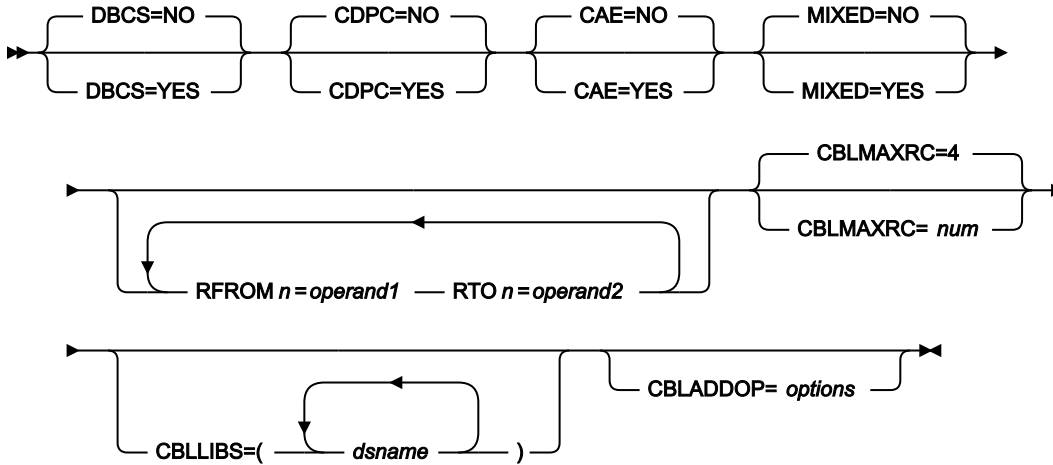 DBCS=NO CDPC=NO CAE=NO MIXED=NO
DBCS=YES CDPC=YES CAE=YES MIXED=YES
CBLMAXRC=4
CBLMAXRC= num
RFROM n=operand1 RTO n=operand2
CBLADDOP= options
CBLLIBS=( dsname )